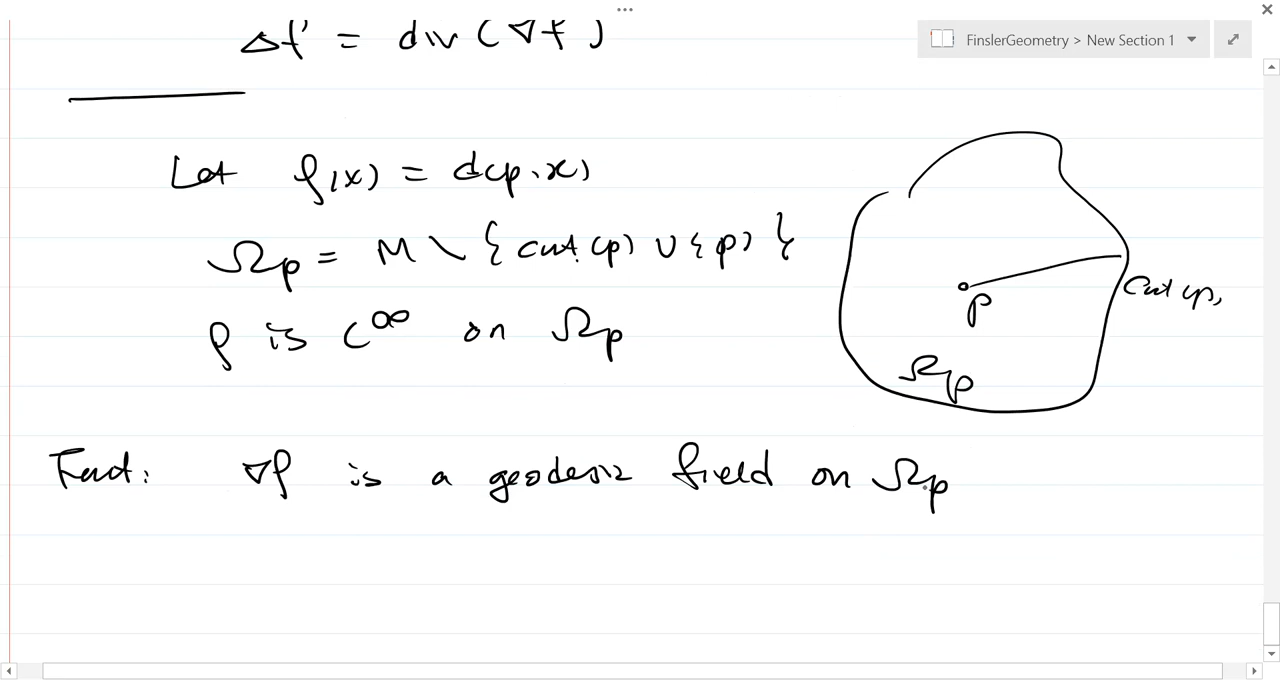 Δf = div (∇f)
FinslerGeometry > New Section 1
Let ρ(x) = d(p,x)
Ωp = M \ { cut(p) ∪ {p} }
ρ is C^∞ on Ωp
p
Cut(p)
Ωp
Fact: ∇ρ is a geodesic field on Ωp